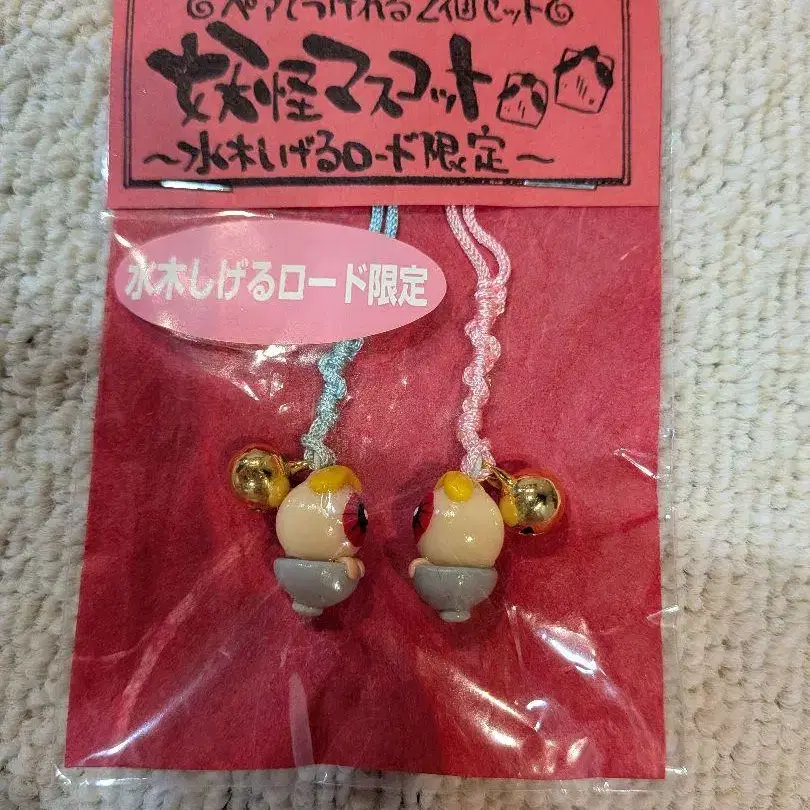 ペアでつけれる2個セット
妖怪マスコット
～水木しげるロード限定～
水木しげるロード限定